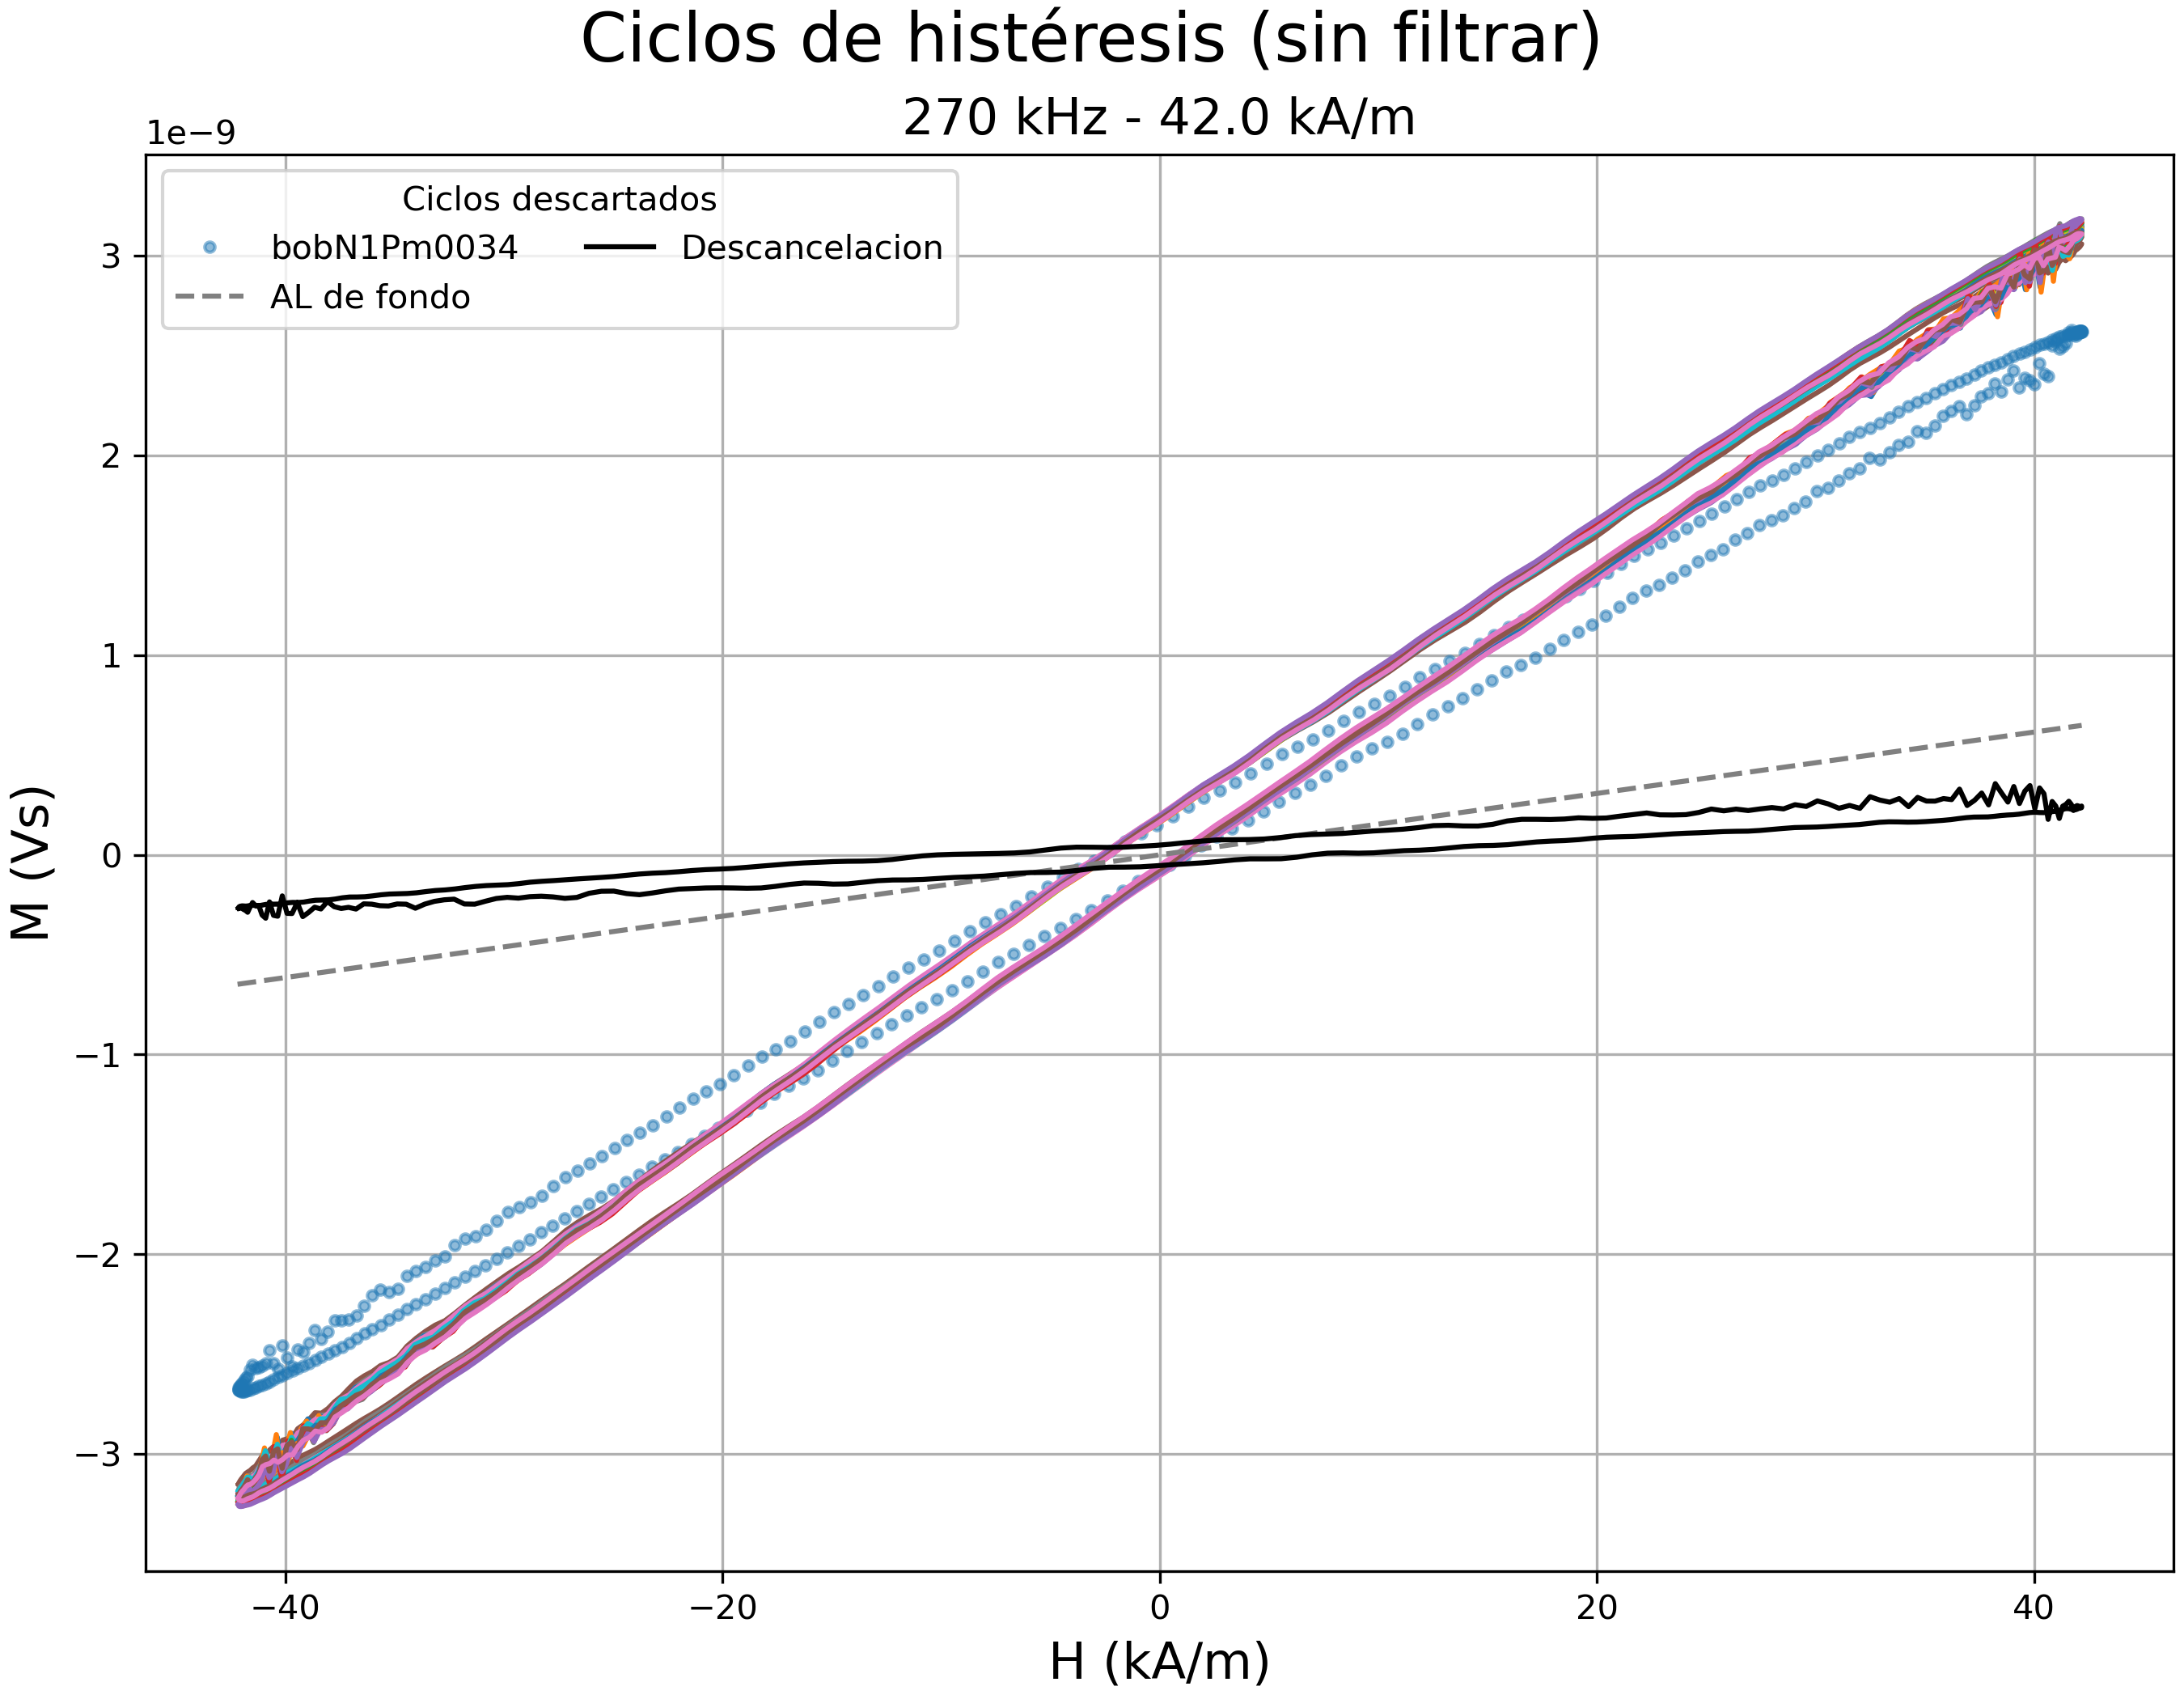 Ciclos de histéresis (sin filtrar)
270 kHz - 42.0 kA/m
1e−9
Ciclos descartados
bobN1Pm0034
AL de fondo
Descancelacion
3
2
1
0
−1
−2
−3
M (Vs)
−40
−20
0
20
40
H (kA/m)